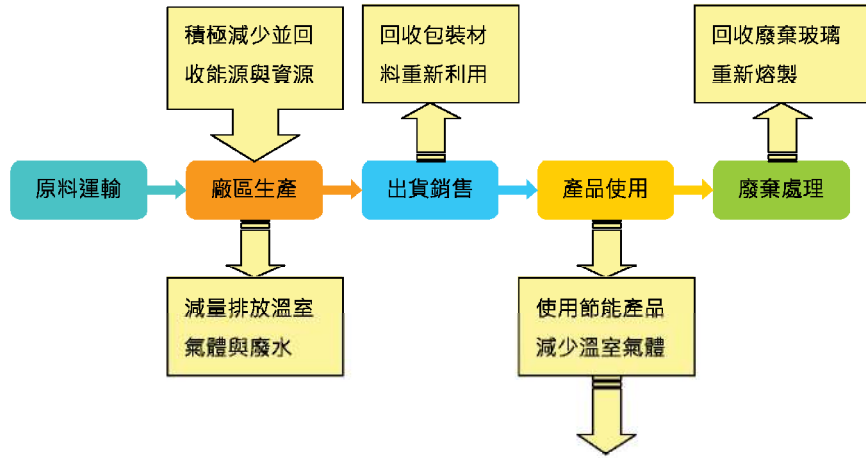 積極減少並回
收能源與資源
回收包裝材
料重新利用
回收廢棄玻璃
重新熔製
原料運輸
廠區生產
出貨銷售
產品使用
廢棄處理
減量排放溫室
氣體與廢水
使用節能產品
減少溫室氣體